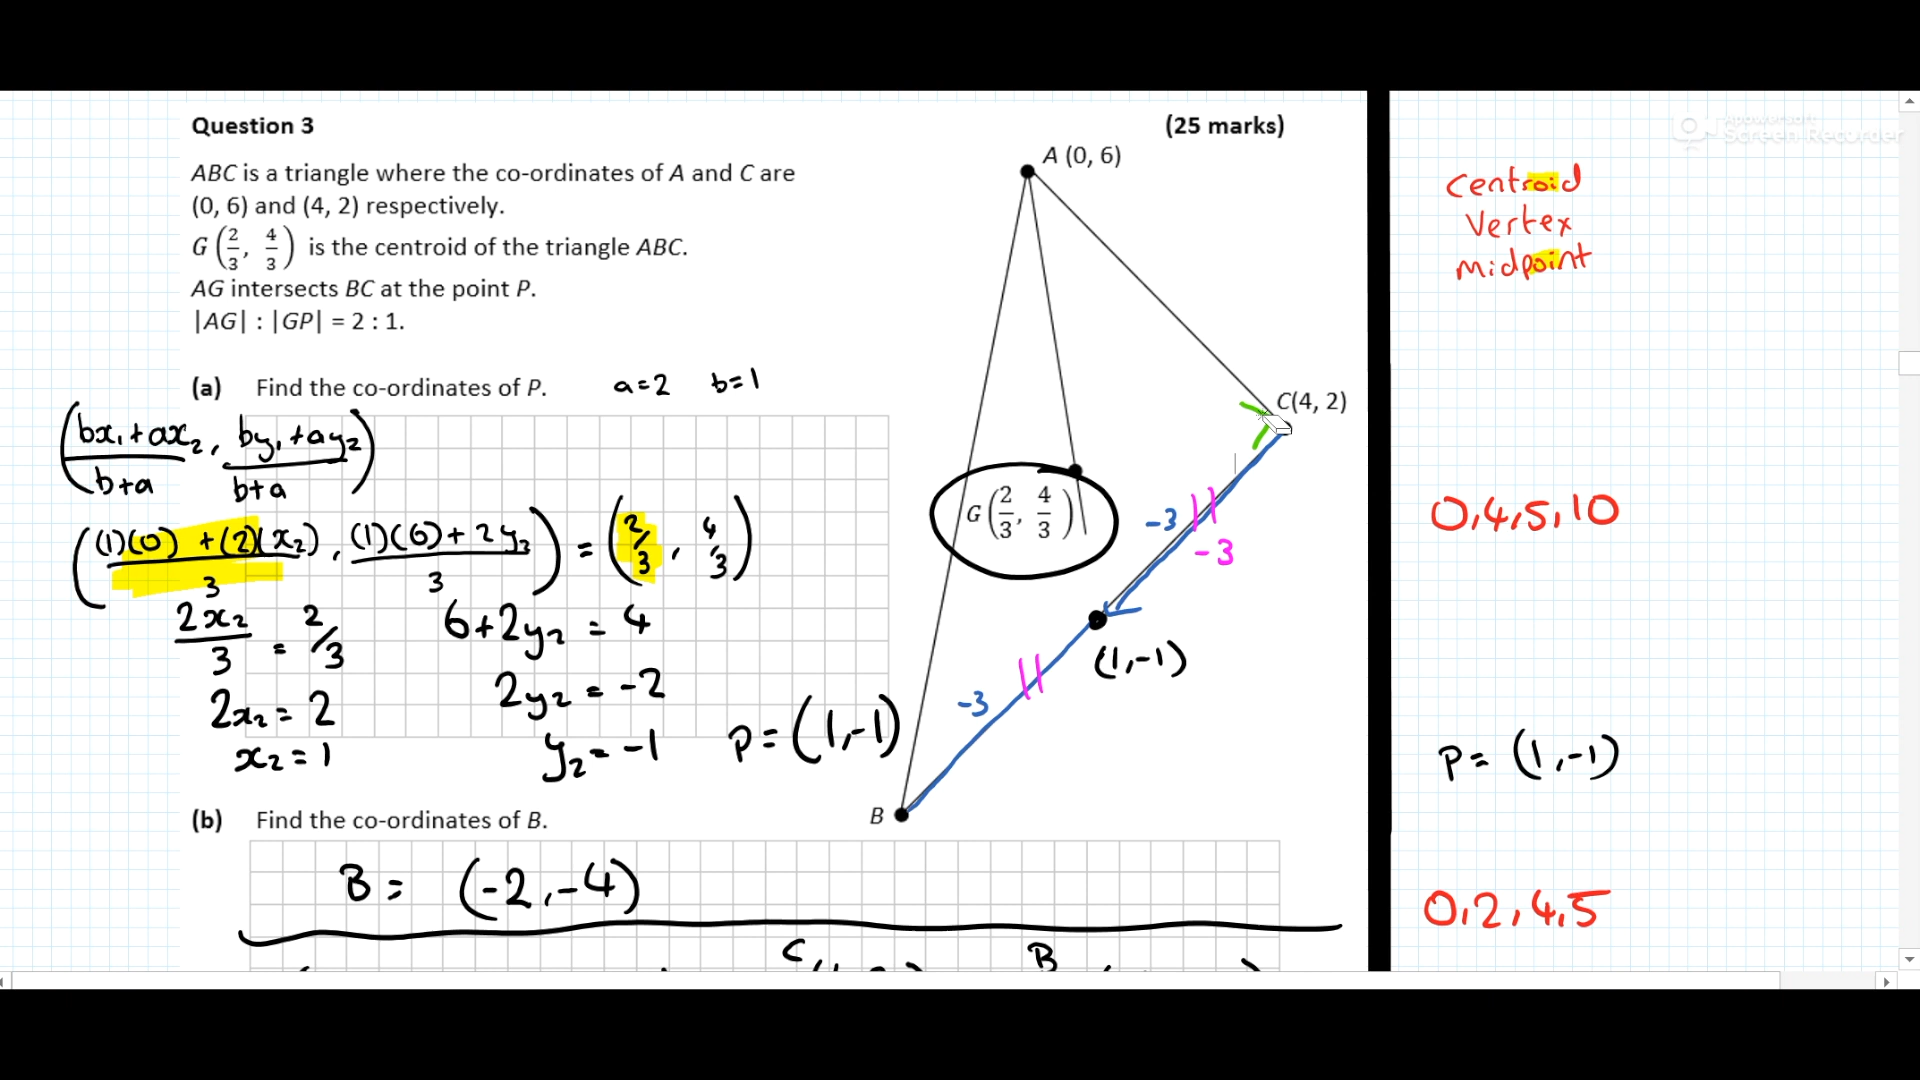 Question 3
(25 marks)
ABC is a triangle where the co-ordinates of A and C are
(0, 6) and (4, 2) respectively.
G (2/3, 4/3) is the centroid of the triangle ABC.
AG intersects BC at the point P.
|AG| : |GP| = 2 : 1.
(a) Find the co-ordinates of P.
a=2 b=1
(bx₁+ax₂/b+a, by₁+ay₂/b+a)
((1)(0)+(2)(x₂)/3, (1)(6)+2y₂/3) = (2/3, 4/3)
2x₂/3 = 2/3
2x₂ = 2
x₂ = 1
6+2y₂ = 4
2y₂ = -2
y₂ = -1
P = (1,-1)
(b) Find the co-ordinates of B.
B = (-2,-4)
C
B
A (0, 6)
C(4, 2)
G (2/3, 4/3)
-3
-3
(1,-1)
-3
B
Apowersoft
Screen Recorder
Centroid
Vertex
Midpoint
0,4,5,10
P = (1,-1)
0,2,4,5